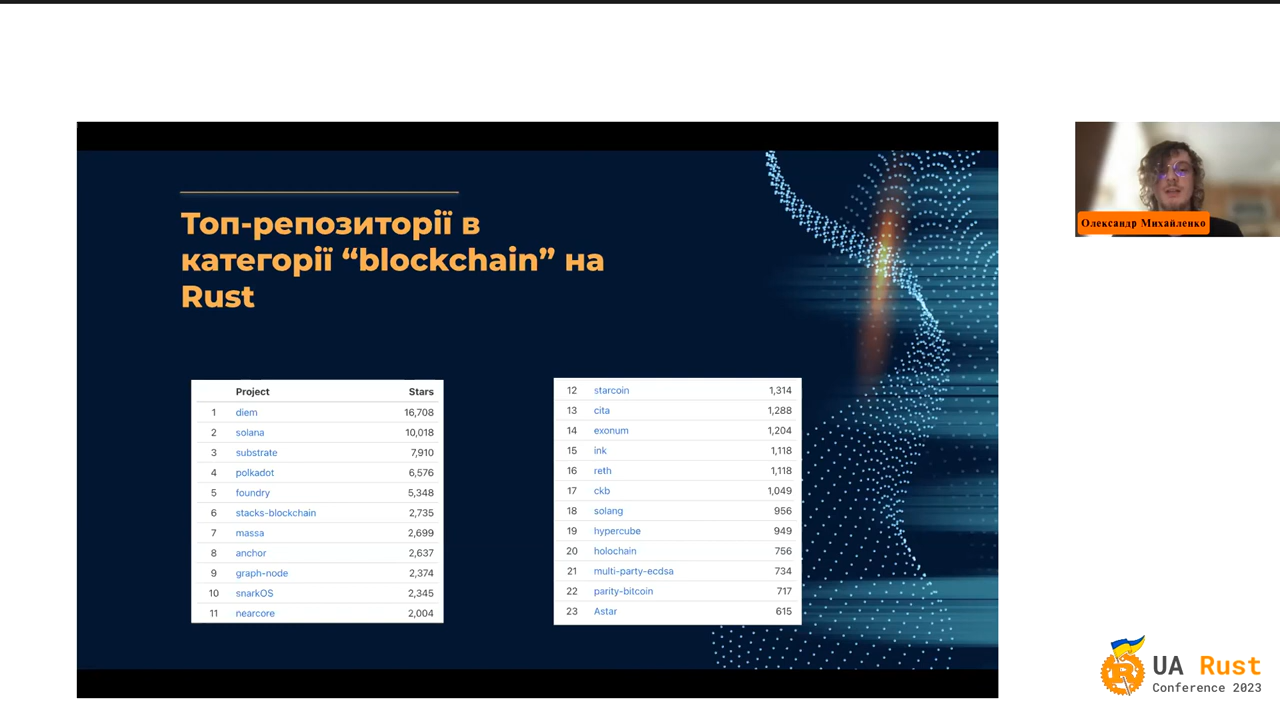 Топ-репозиторії в
категорії “blockchain” на
Rust
Project Stars
1 diem 16,708
2 solana 10,018
3 substrate 7,910
4 polkadot 6,576
5 foundry 5,348
6 stacks-blockchain 2,735
7 massa 2,699
8 anchor 2,637
9 graph-node 2,374
10 snarkOS 2,345
11 nearcore 2,004
12 starcoin 1,314
13 cita 1,288
14 exonum 1,204
15 ink 1,118
16 reth 1,118
17 ckb 1,049
18 solang 956
19 hypercube 949
20 holochain 756
21 multi-party-ecdsa 734
22 parity-bitcoin 717
23 Astar 615
Олександр Михайленко
UA Rust
Conference 2023